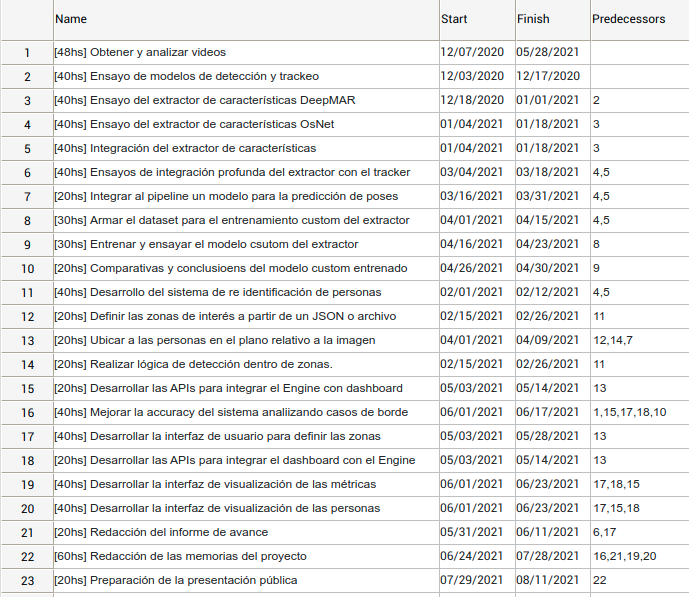 Name Start Finish Predecessors
1 [48hs] Obtener y analizar videos 12/07/2020 05/28/2021
2 [40hs] Ensayo de modelos de detección y trackeo 12/03/2020 12/17/2020
3 [40hs] Ensayo del extractor de características DeepMAR 12/18/2020 01/01/2021 2
4 [40hs] Ensayo del extractor de características OsNet 01/04/2021 01/18/2021 3
5 [40hs] Integración del extractor de características 01/04/2021 01/18/2021 3
6 [40hs] Ensayos de integración profunda del extractor con el tracker 03/04/2021 03/18/2021 4,5
7 [20hs] Integrar al pipeline un modelo para la predicción de poses 03/16/2021 03/31/2021 4,5
8 [30hs] Armar el dataset para el entrenamiento custom del extractor 04/01/2021 04/15/2021 4,5
9 [30hs] Entrenar y ensayar el modelo csutom del extractor 04/16/2021 04/23/2021 8
10 [20hs] Comparativas y conclusioens del modelo custom entrenado 04/26/2021 04/30/2021 9
11 [40hs] Desarrollo del sistema de re identificación de personas 02/01/2021 02/12/2021 4,5
12 [20hs] Definir las zonas de interés a partir de un JSON o archivo 02/15/2021 02/26/2021 11
13 [20hs] Ubicar a las personas en el plano relativo a la imagen 04/01/2021 04/09/2021 12,14,7
14 [20hs] Realizar lógica de detección dentro de zonas. 02/15/2021 02/26/2021 11
15 [20hs] Desarrollar las APIs para integrar el Engine con dashboard 05/03/2021 05/14/2021 13
16 [40hs] Mejorar la accuracy del sistema analiizando casos de borde 06/01/2021 06/17/2021 1,15,17,18,10
17 [40hs] Desarrollar la interfaz de usuario para definir las zonas 05/03/2021 05/28/2021 13
18 [20hs] Desarrollar las APIs para integrar el dashboard con el Engine 05/03/2021 05/14/2021 13
19 [40hs] Desarrollar la interfaz de visualización de las métricas 06/01/2021 06/23/2021 17,18,15
20 [40hs] Desarrollar la interfaz de visualización de las personas 06/01/2021 06/23/2021 17,15,18
21 [20hs] Redacción del informe de avance 05/31/2021 06/11/2021 6,17
22 [60hs] Redacción de las memorias del proyecto 06/24/2021 07/28/2021 16,21,19,20
23 [20hs] Preparación de la presentación pública 07/29/2021 08/11/2021 22